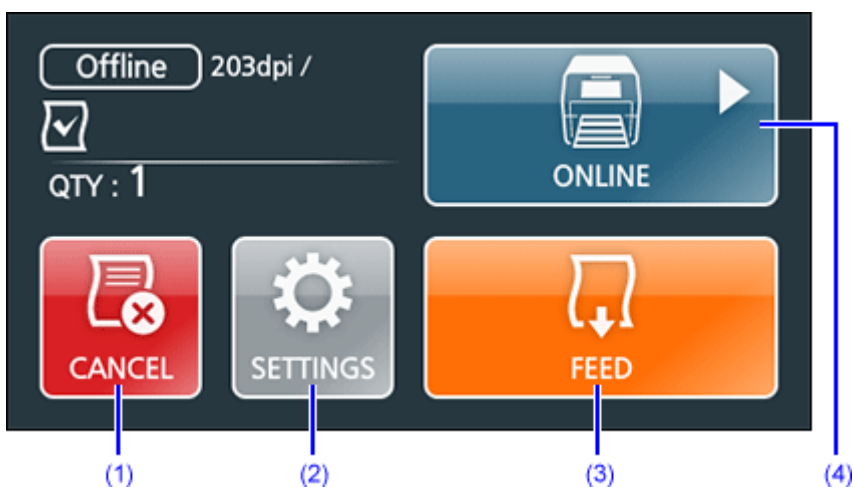 Offline 203dpi /
QTY : 1
ONLINE
CANCEL
SETTINGS
FEED
(1)
(2)
(3)
(4)